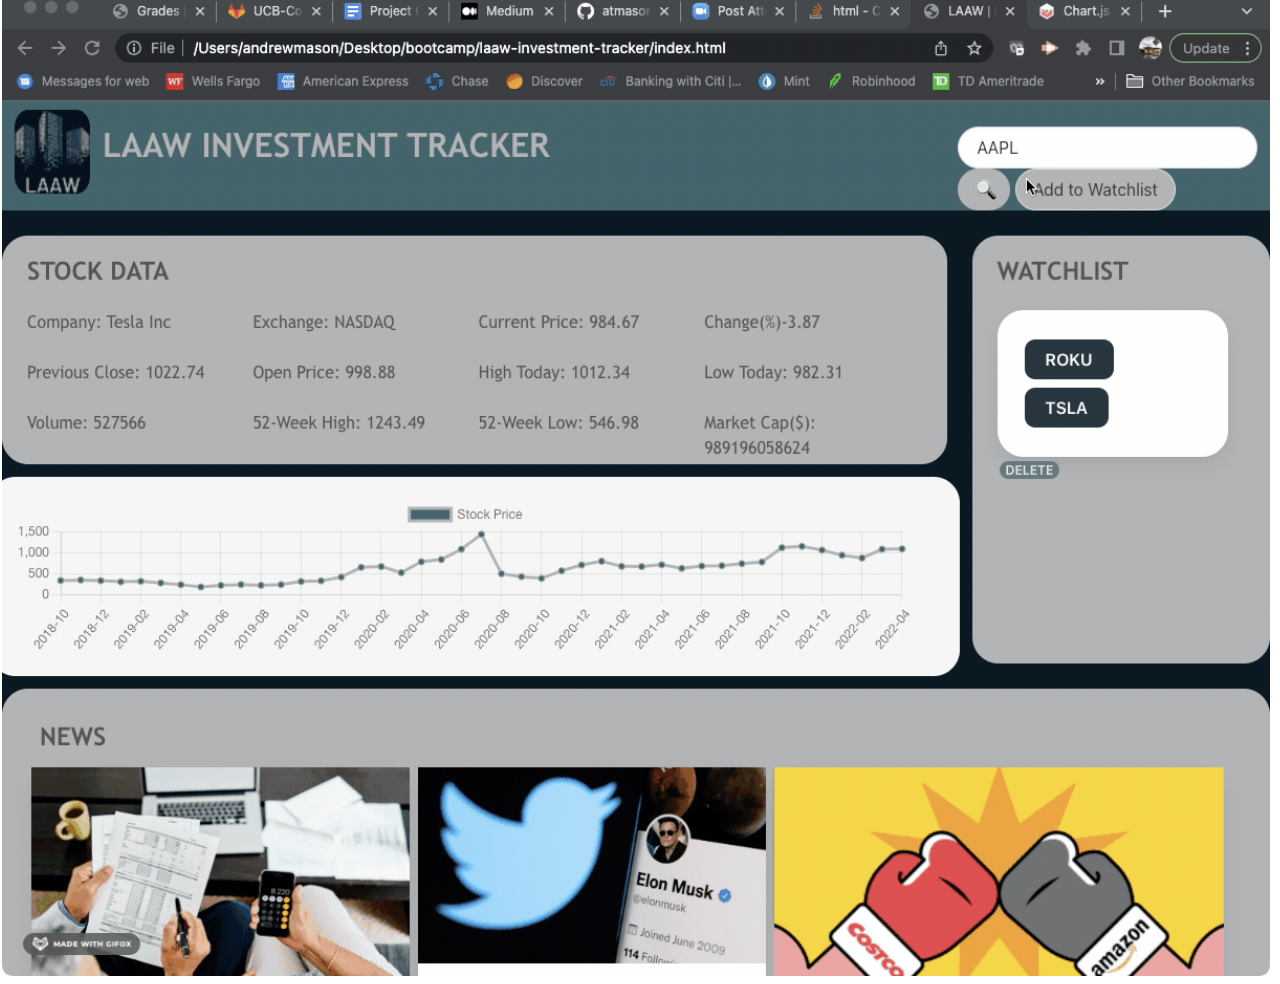 Grades
UCB-Co
Project
Medium
atmasor
Post Att
html - C
LAAW |
Chart.js
File
/Users/andrewmason/Desktop/bootcamp/laaw-investment-tracker/index.html
Update
Messages for web
WF
Wells Fargo
American Express
Chase
Discover
citi
Banking with Citi |...
Mint
Robinhood
TD
TD Ameritrade
»
Other Bookmarks
LAAW
LAAW INVESTMENT TRACKER
AAPL
Add to Watchlist
STOCK DATA
Company: Tesla Inc
Exchange: NASDAQ
Current Price: 984.67
Change(%)-3.87
Previous Close: 1022.74
Open Price: 998.88
High Today: 1012.34
Low Today: 982.31
Volume: 527566
52-Week High: 1243.49
52-Week Low: 546.98
Market Cap($):
989196058624
WATCHLIST
ROKU
TSLA
DELETE
Stock Price
1,500
1,000
500
0
2018-10
2018-12
2019-02
2019-04
2019-06
2019-08
2019-10
2019-12
2020-02
2020-04
2020-06
2020-08
2020-10
2020-12
2021-02
2021-04
2021-06
2021-08
2021-10
2021-12
2022-02
2022-04
NEWS
8 220
MADE WITH GIFOX
Elon Musk
@elonmusk
Joined June 2009
114 Follow
COSTCO
amazon